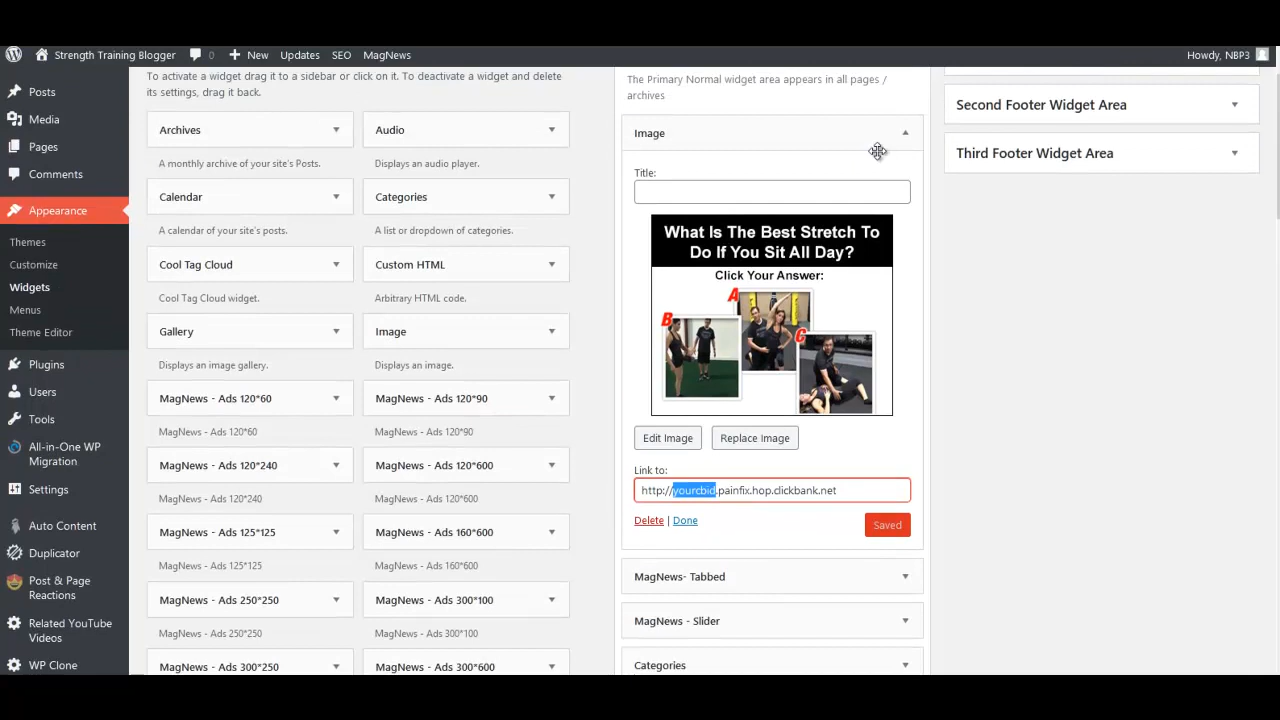 Strength Training Blogger
0
New
Updates
SEO
MagNews
Howdy, NBP3
Posts
Media
Pages
Comments
Appearance
Themes
Customize
Widgets
Menus
Theme Editor
Plugins
Users
Tools
All-in-One WP
Migration
Settings
Auto Content
Duplicator
Post & Page
Reactions
Related YouTube
Videos
WP Clone
To activate a widget drag it to a sidebar or click on it. To deactivate a widget and delete
its settings, drag it back.
Archives
A monthly archive of your site's Posts.
Audio
Displays an audio player.
Calendar
A calendar of your site's posts.
Categories
A list or dropdown of categories.
Cool Tag Cloud
Cool Tag Cloud widget.
Custom HTML
Arbitrary HTML code.
Gallery
Displays an image gallery.
Image
Displays an image.
MagNews - Ads 120*60
MagNews - Ads 120*60
MagNews - Ads 120*90
MagNews - Ads 120*90
MagNews - Ads 120*240
MagNews - Ads 120*240
MagNews - Ads 120*600
MagNews - Ads 120*600
MagNews - Ads 125*125
MagNews - Ads 125*125
MagNews - Ads 160*600
MagNews - Ads 160*600
MagNews - Ads 250*250
MagNews - Ads 250*250
MagNews - Ads 300*100
MagNews - Ads 300*100
MagNews - Ads 300*250
MagNews - Ads 300*600
The Primary Normal widget area appears in all pages /
archives
Image
Title:
What Is The Best Stretch To
Do If You Sit All Day?
Click Your Answer:
A
B
C
Edit Image
Replace Image
Link to:
http://yourcbid.painfix.hop.clickbank.net
Delete | Done
Saved
MagNews- Tabbed
MagNews - Slider
Categories
Second Footer Widget Area
Third Footer Widget Area